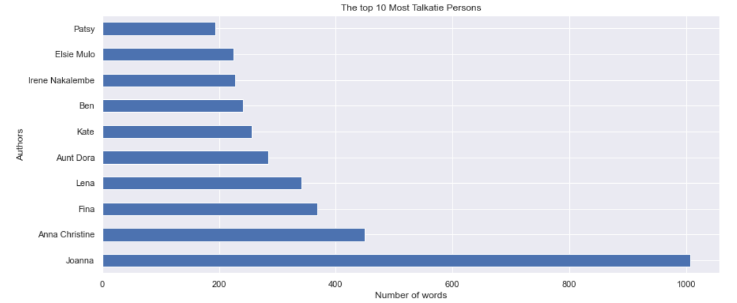 The top 10 Most Talkatie Persons
Patsy
Elsie Mulo
Irene Nakalembe
Ben
Kate
Aunt Dora
Lena
Fina
Anna Christine
Joanna
Authors
0 200 400 600 800 1000
Number of words